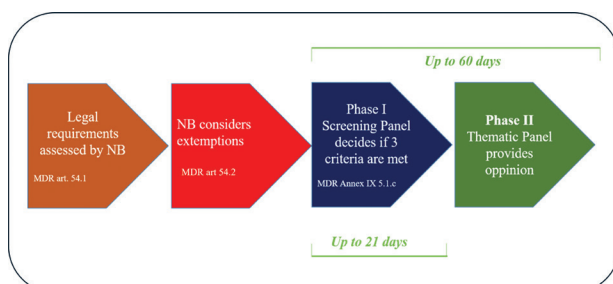 Up to 60 days
Legal
requirements
assessed by NB
MDR art. 54.1
NB considers
extemptions
MDR art 54.2
Phase I
Screening Panel
decides if 3
criteria are met
MDR Annex IX 5.1.c
Phase II
Thematic Panel
provides
oppinion
Up to 21 days